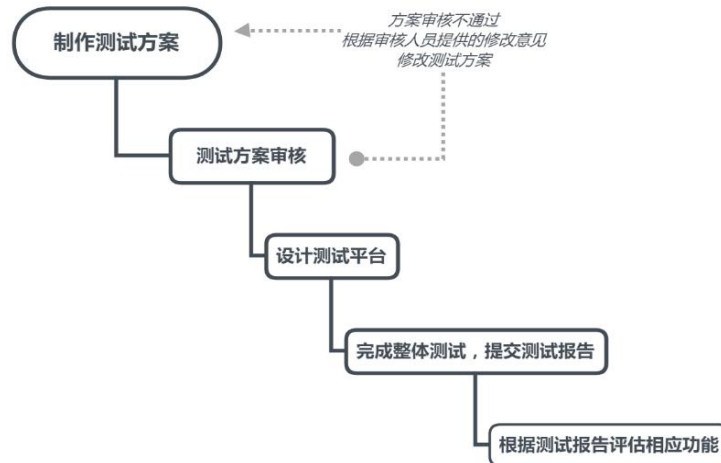 制作测试方案
方案审核不通过
根据审核人员提供的修改意见
修改测试方案
测试方案审核
设计测试平台
完成整体测试，提交测试报告
根据测试报告评估相应功能